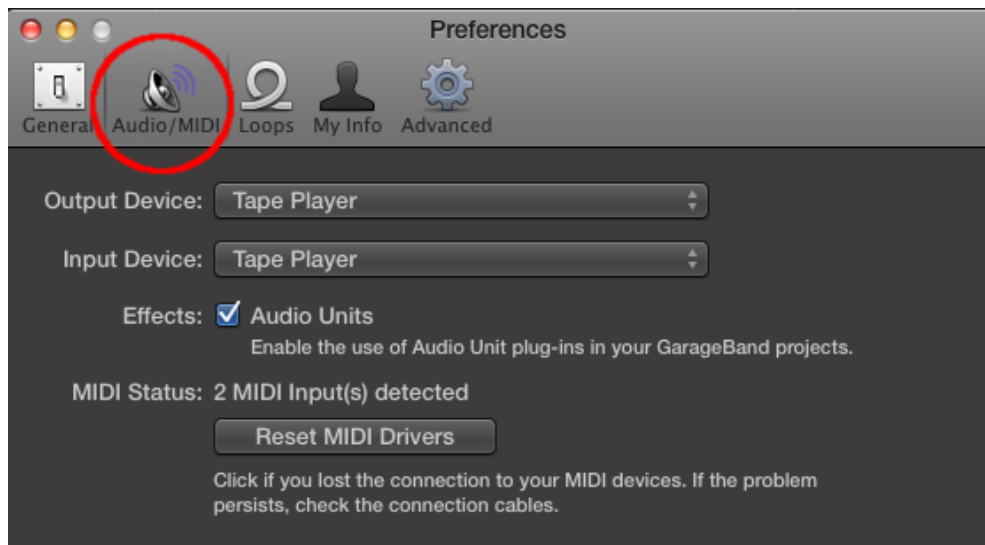 Preferences
General Audio/MIDI Loops My Info Advanced
Output Device: Tape Player
Input Device: Tape Player
Effects: Audio Units
Enable the use of Audio Unit plug-ins in your GarageBand projects.
MIDI Status: 2 MIDI Input(s) detected
Reset MIDI Drivers
Click if you lost the connection to your MIDI devices. If the problem
persists, check the connection cables.